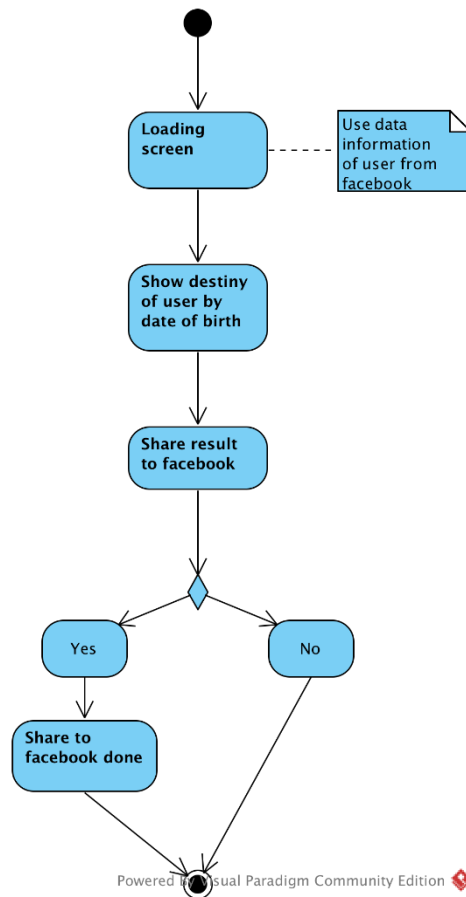 Loading
screen
Use data
information
of user from
facebook
Show destiny
of user by
date of birth
Share result
to facebook
Yes
No
Share to
facebook done
Powered by Visual Paradigm Community Edition